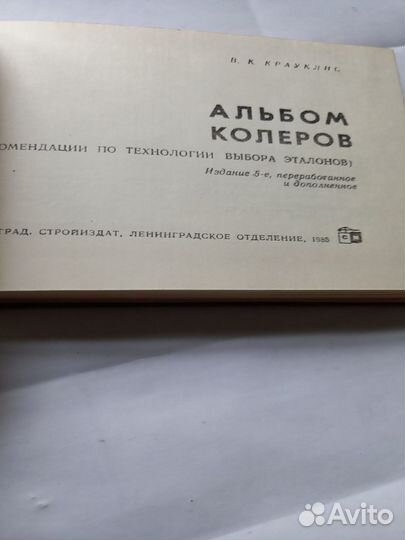 В. К. КРАУКЛИС
АЛЬБОМ
КОЛЕРОВ
ОМЕНДАЦИИ ПО ТЕХНОЛОГИИ ВЫБОРА ЭТАЛОНОВ)
Издание 5-е, переработанное
и дополненное
ГРАД, СТРОЙИЗДАТ, ЛЕНИНГРАДСКОЕ ОТДЕЛЕНИЕ, 1985
Avito